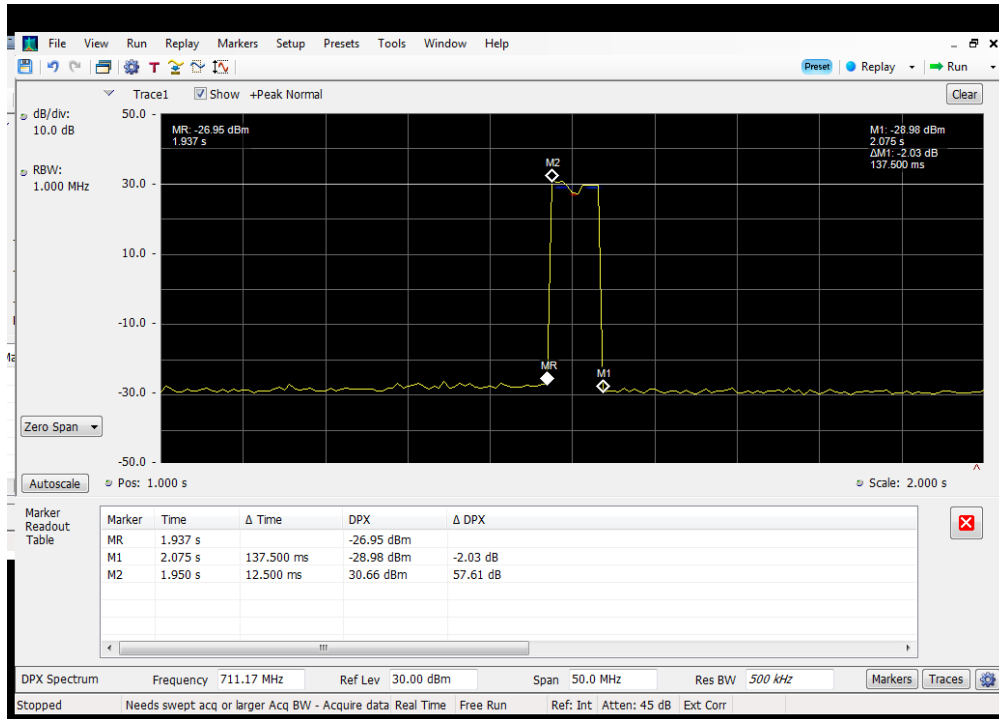 File View Run Replay Markers Setup Presets Tools Window Help
T Preset Replay Run
Trace1 Show +Peak Normal Clear
dB/div:
10.0 dB
RBW:
1.000 MHz
50.0
30.0
10.0
-10.0
-30.0
-50.0
MR: -26.95 dBm
1.937 s
M1: -28.98 dBm
2.075 s
ΔM1: -2.03 dB
137.500 ms
M2
MR
M1
Zero Span
Autoscale Pos: 1.000 s Scale: 2.000 s
Marker
Readout
Table
Marker Time Δ Time DPX Δ DPX
MR 1.937 s -26.95 dBm
M1 2.075 s 137.500 ms -28.98 dBm -2.03 dB
M2 1.950 s 12.500 ms 30.66 dBm 57.61 dB
DPX Spectrum Frequency 711.17 MHz Ref Lev 30.00 dBm Span 50.0 MHz Res BW 500 kHz Markers Traces
Stopped Needs swept acq or larger Acq BW - Acquire data Real Time Free Run Ref: Int Atten: 45 dB Ext Corr